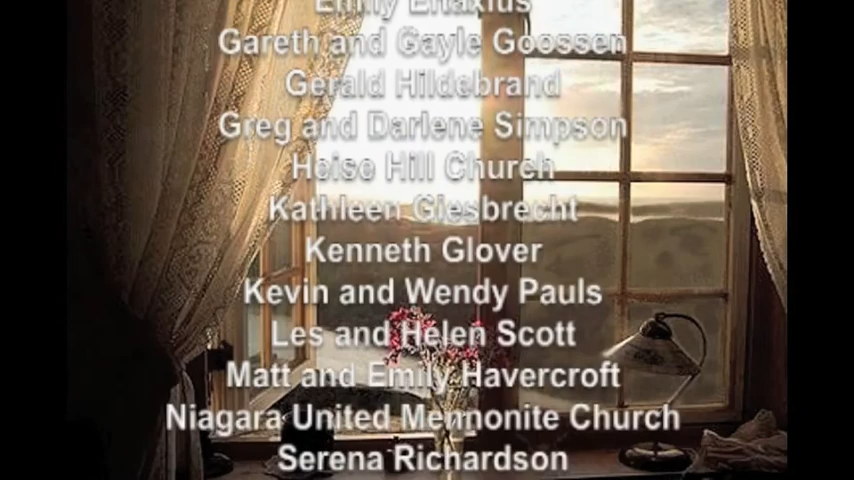 Gareth and Gayle Goossen
Gerald Hildebrand
Greg and Darlene Simpson
Heise Hill Church
Kathleen Giesbrecht
Kenneth Glover
Kevin and Wendy Pauls
Les and Helen Scott
Matt and Emily Havercroft
Niagara United Mennonite Church
Serena Richardson